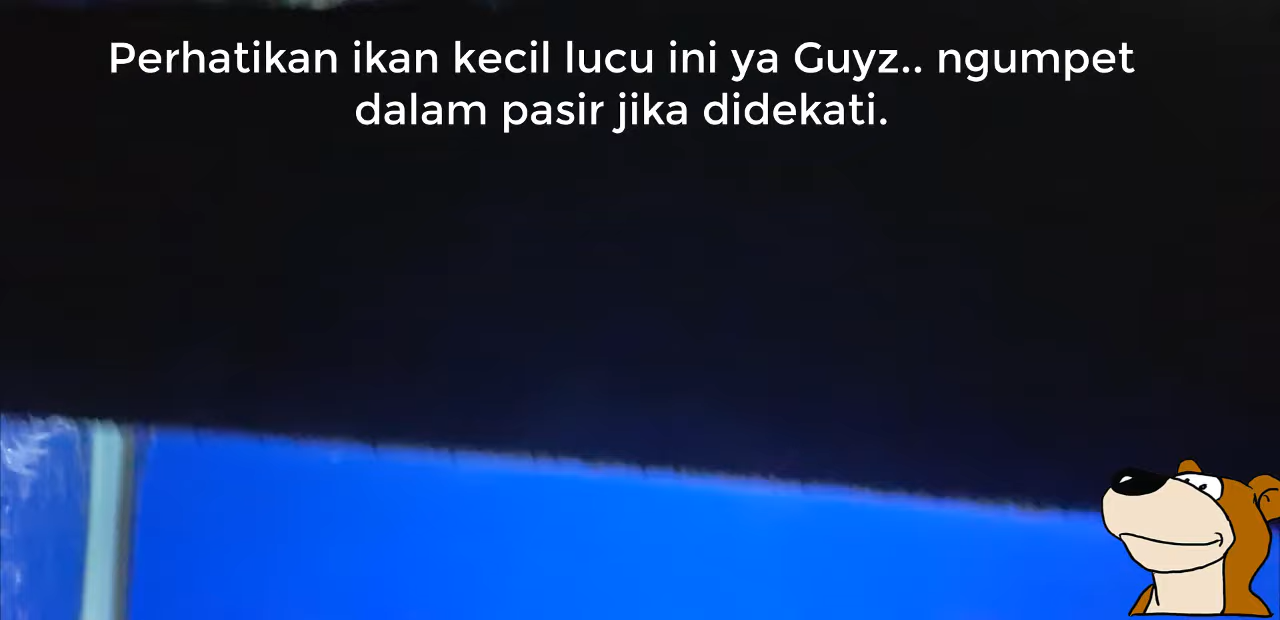 Perhatikan ikan kecil lucu ini ya Guyz.. ngumpet
dalam pasir jika didekati.